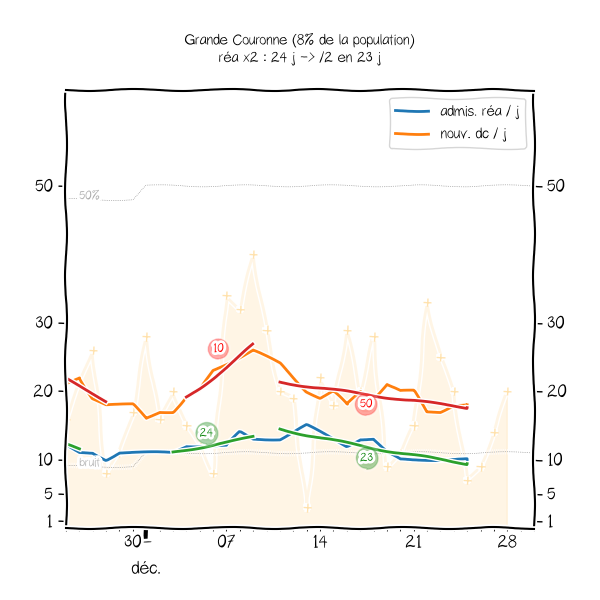 Grande Couronne (8% de la population)
réa x2 : 24 j -> /2 en 23 j
admis. réa / j
nouv. dc / j
50 50
50%
30 30
10
20 20
50
24
23
10 10
bruit
5 5
1 1
30 07 14 21 28
déc.